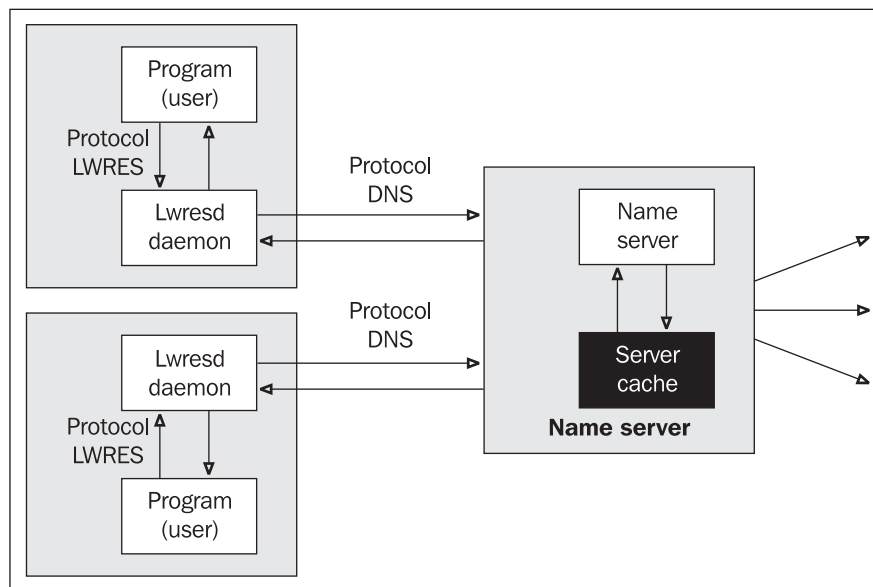 Program
(user)
Protocol
LWRES
Lwresd
daemon
Protocol
DNS
Name
server
Server
cache
Name server
Protocol
DNS
Lwresd
daemon
Protocol
LWRES
Program
(user)